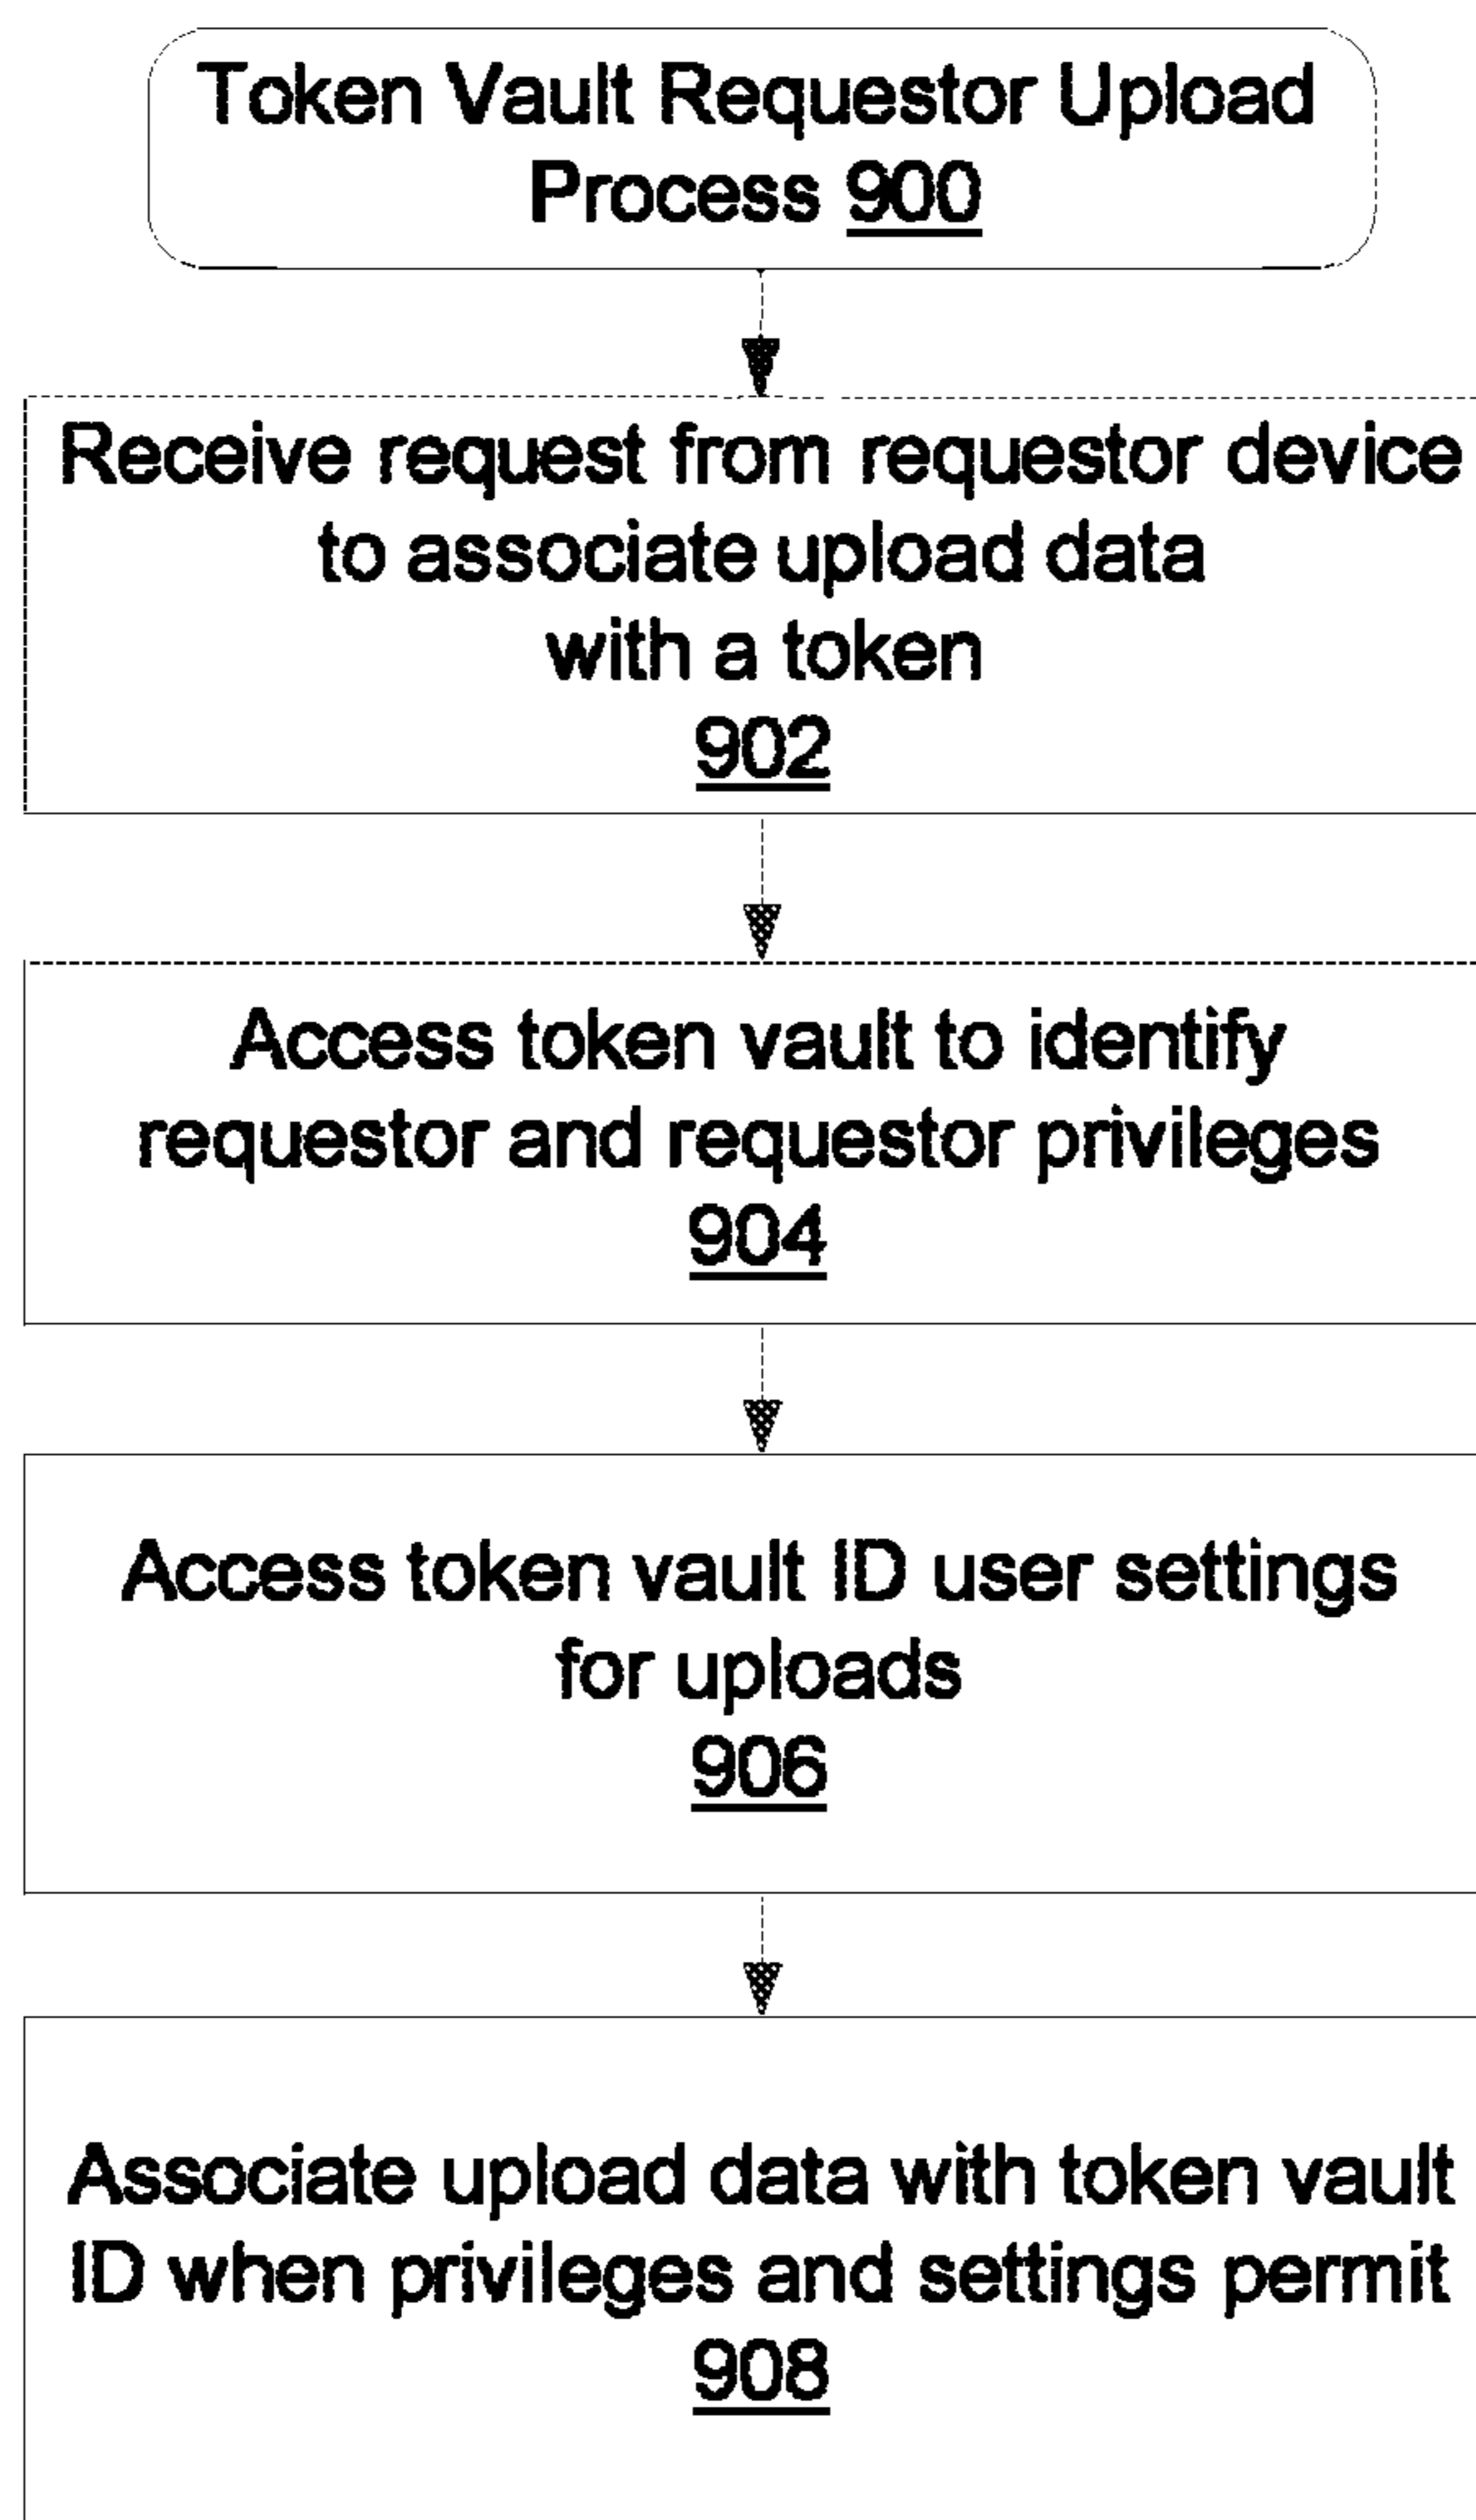 Token Vault Requestor Upload
Process 900
Receive request from requestor device
to associate upload data
with a token
902
Access token vault to identify
requestor and requestor privileges
904
Access token vault ID user settings
for uploads
906
Associate upload data with token vault
ID when privileges and settings permit
908